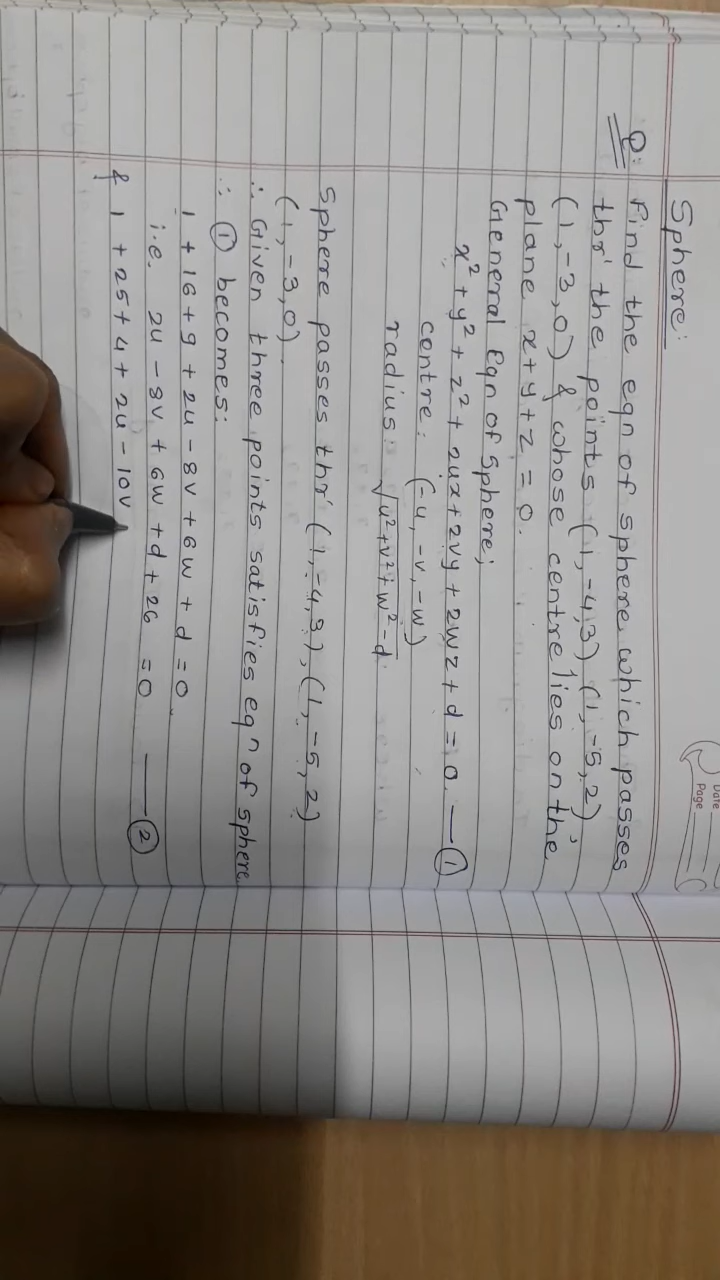 Date
Page
Sphere:
Q: Find the eqn of sphere which passes
thr' the points (1, -4, 3) (1, -5, 2)
(1, -3, 0) & whose centre lies on the
plane x + y + z = 0.
General Eqn of Sphere;
x² + y² + z² + 2ux + 2vy + 2wz + d = 0. — ①
centre: (-u, -v, -w)
radius: √u²+v²+w²-d
Sphere passes thr' (1, -4, 3), (1, -5, 2)
(1, -3, 0).
∴ Given three points satisfies eqn of sphere
∴ ① becomes:
1 + 16 + 9 + 2u - 8v + 6w + d = 0
i.e. 2u - 8v + 6w + d + 26 = 0 — ②
& 1 + 25 + 4 + 2u - 10v